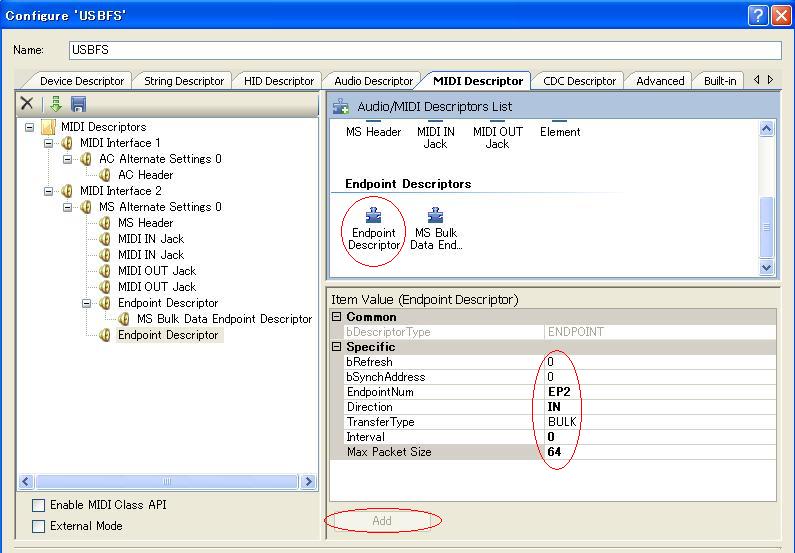 Configure 'USBFS'
Name: USBFS
Device Descriptor String Descriptor HID Descriptor Audio Descriptor MIDI Descriptor CDC Descriptor Advanced Built-in
MIDI Descriptors
MIDI Interface 1
AC Alternate Settings 0
AC Header
MIDI Interface 2
MS Alternate Settings 0
MS Header
MIDI IN Jack
MIDI IN Jack
MIDI OUT Jack
MIDI OUT Jack
Endpoint Descriptor
MS Bulk Data Endpoint Descriptor
Endpoint Descriptor
Enable MIDI Class API
External Mode
Audio/MIDI Descriptors List
MS Header MIDI IN Jack MIDI OUT Jack Element
Endpoint Descriptors
Endpoint Descriptor MS Bulk Data End...
Item Value (Endpoint Descriptor)
Common
bDescriptorType ENDPOINT
Specific
bRefresh 0
bSynchAddress 0
EndpointNum EP2
Direction IN
TransferType BULK
Interval 0
Max Packet Size 64
Add